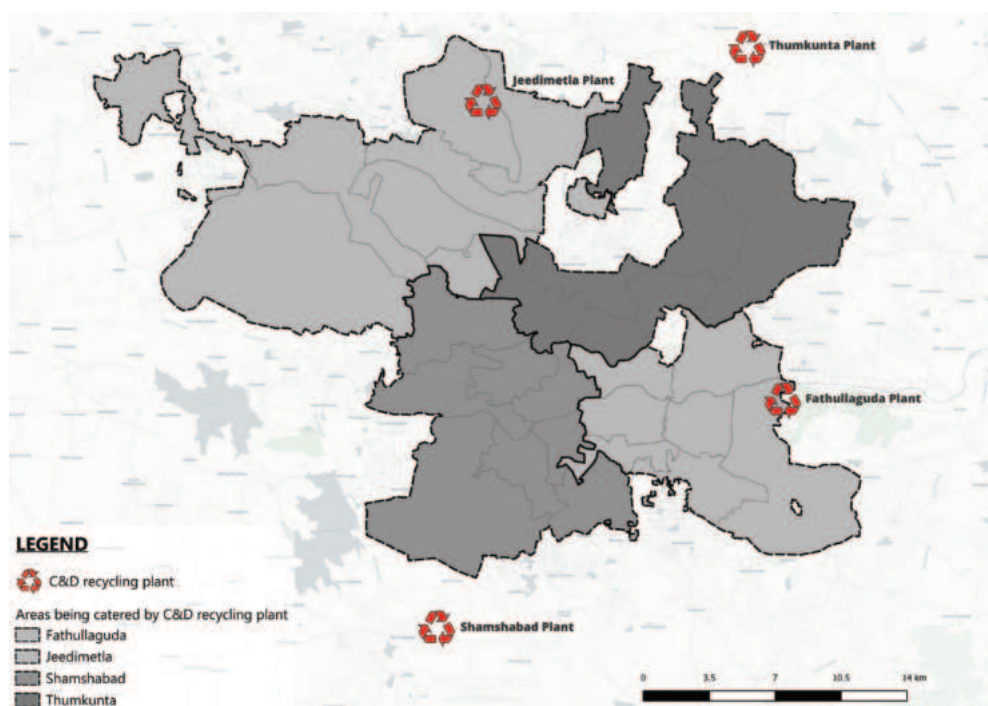 Thumkunta Plant
Jeedimetla Plant
Fathullaguda Plant
Shamshabad Plant
LEGEND
C&D recycling plant
Areas being catered by C&D recycling plant
Fathullaguda
Jeedimetla
Shamshabad
Thumkunta
0 3.5 7 10.5 14 km